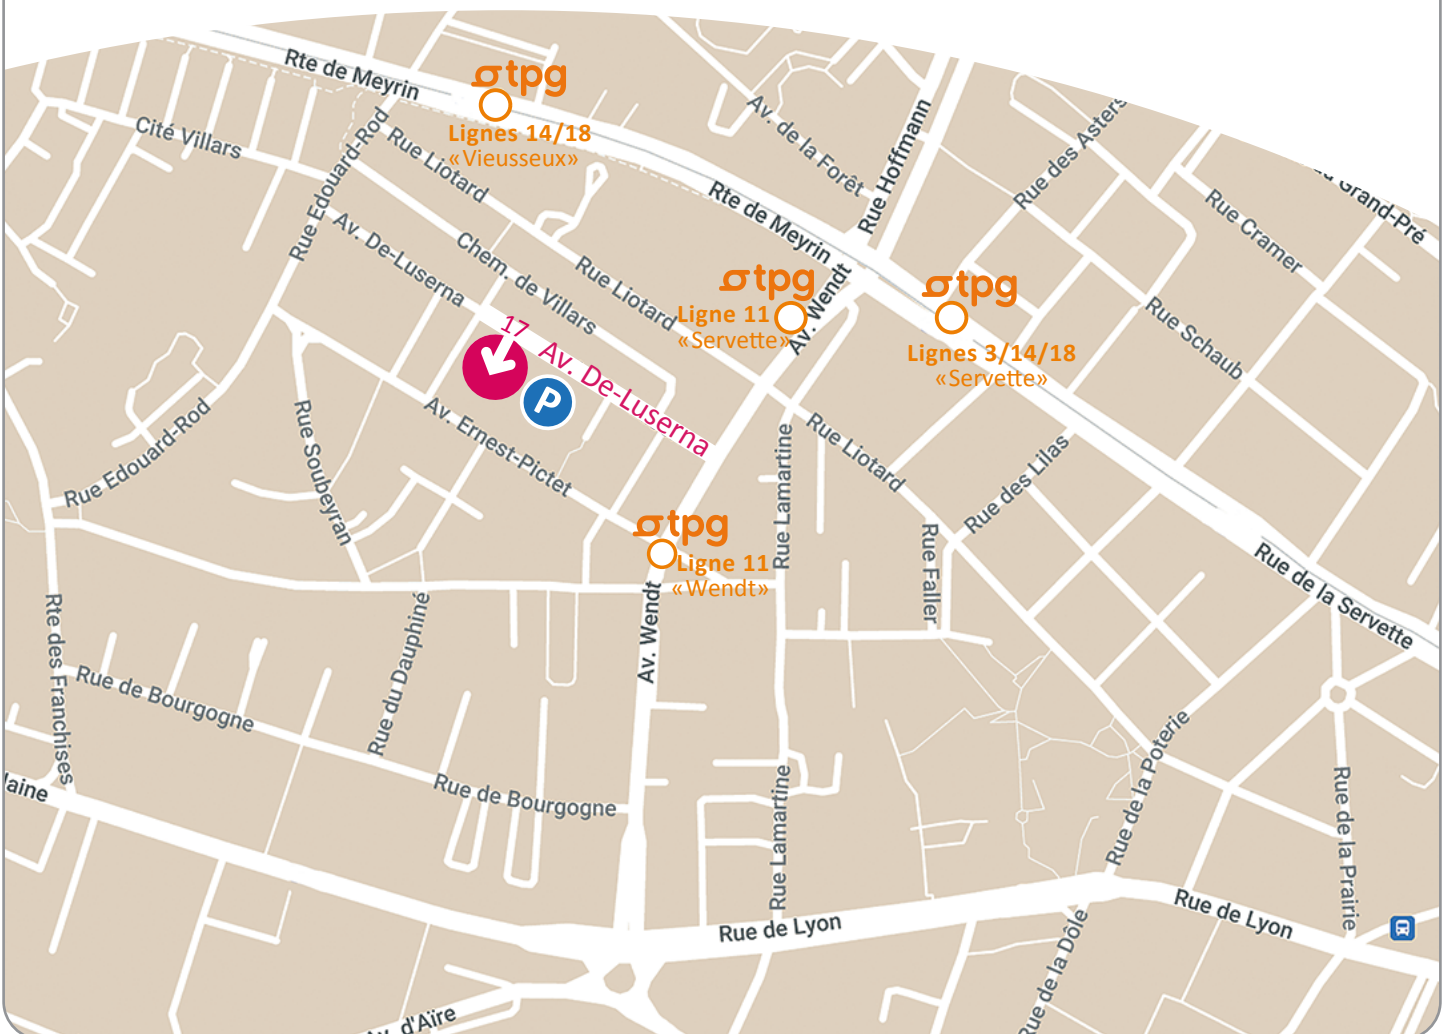 Rte de Meyrin
tpg
Lignes 14/18
«Vieusseux»
Cité Villars
Rue Edouard-Rod
Rue Liotard
Av. de la Forêt
Rue Hoffmann
Rue des Asters
Grand-Pré
Rte de Meyrin
Rue Cramer
Av. De-Luserna
Chem. de Villars
Rue Liotard
tpg
Ligne 11
«Servette»
Av. Wendt
tpg
Lignes 3/14/18
«Servette»
Rue Schaub
17 Av. De-Luserna
P
Av. Ernest-Pictet
Rue Edouard-Rod
Rue Soubeyran
Rue Lamartine
Rue Liotard
Rue des Lilas
tpg
Ligne 11
«Wendt»
Rue Faller
Rue de la Servette
Rte des Franchises
Rue du Dauphiné
Av. Wendt
Rue de Bourgogne
Rue de Bourgogne
laine
Rue Lamartine
Rue de la Poterie
Rue de la Prairie
Rue de Lyon
Rue de Lyon
Rue de la Dôle
Av. d'Aïre